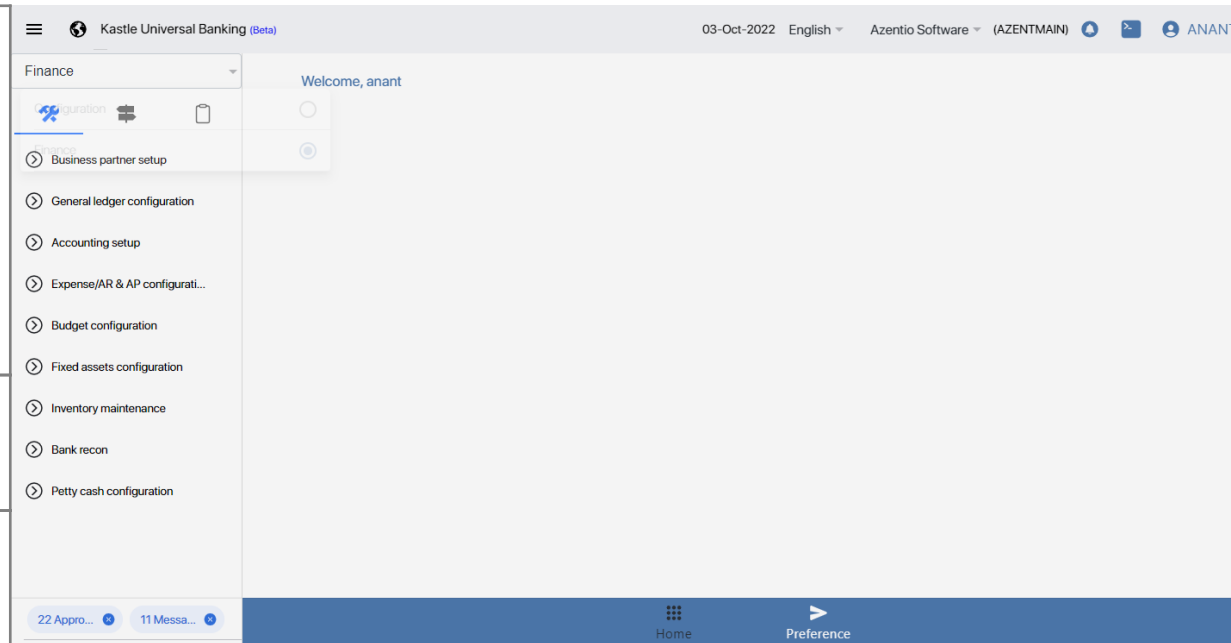 Kastle Universal Banking (Beta)
03-Oct-2022 English Azentio Software (AZENTMAIN) ANANT
Finance
Welcome, anant
Configuration
Finance
Business partner setup
General ledger configuration
Accounting setup
Expense/AR & AP configurati...
Budget configuration
Fixed assets configuration
Inventory maintenance
Bank recon
Petty cash configuration
22 Appro... 11 Messa...
Home Preference